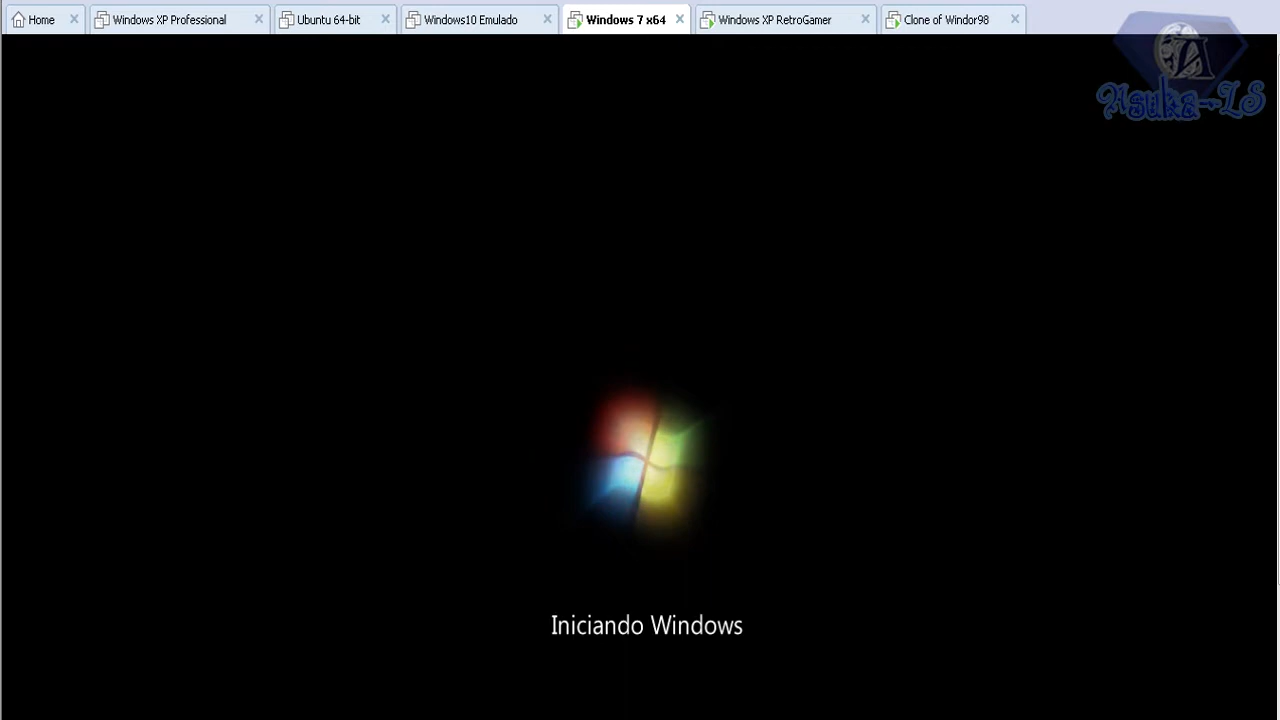 Home
Windows XP Professional
Ubuntu 64-bit
Windows10 Emulado
Windows 7 x64
Windows XP RetroGamer
Clone of Windor98
Asuka-LS
Iniciando Windows